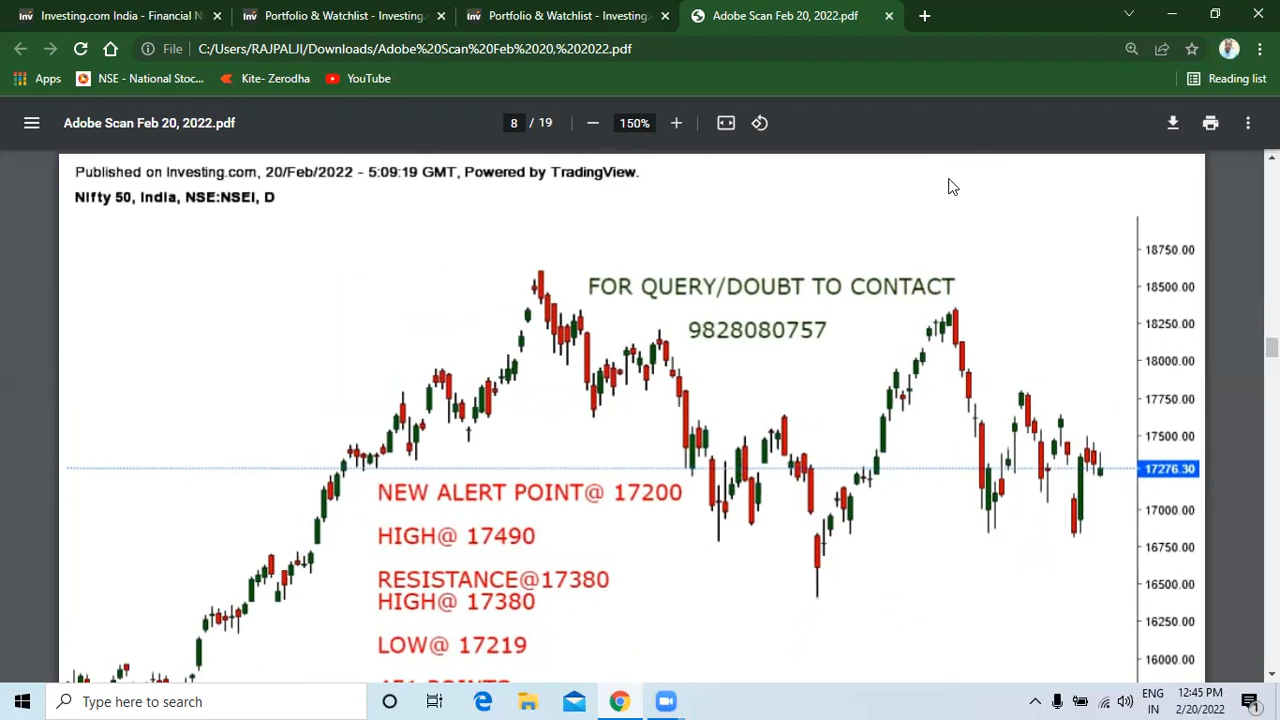 Investing.com India - Financial N
Portfolio & Watchlist - Investing.
Portfolio & Watchlist - Investing.
Adobe Scan Feb 20, 2022.pdf
File
C:/Users/RAJPALJI/Downloads/Adobe%20Scan%20Feb%2020,%202022.pdf
Apps
NSE - National Stoc...
Kite- Zerodha
YouTube
Reading list
Adobe Scan Feb 20, 2022.pdf
8 / 19
150%
Published on Investing.com, 20/Feb/2022 - 5:09:19 GMT, Powered by TradingView.
Nifty 50, India, NSE:NSEI, D
18750.00
FOR QUERY/DOUBT TO CONTACT
18500.00
9828080757
18250.00
18000.00
17750.00
17500.00
17276.30
NEW ALERT POINT@ 17200
17000.00
HIGH@ 17490
16750.00
RESISTANCE@17380
16500.00
HIGH@ 17380
16250.00
LOW@ 17219
16000.00
Type here to search
ENG
IN
12:45 PM
2/20/2022
1